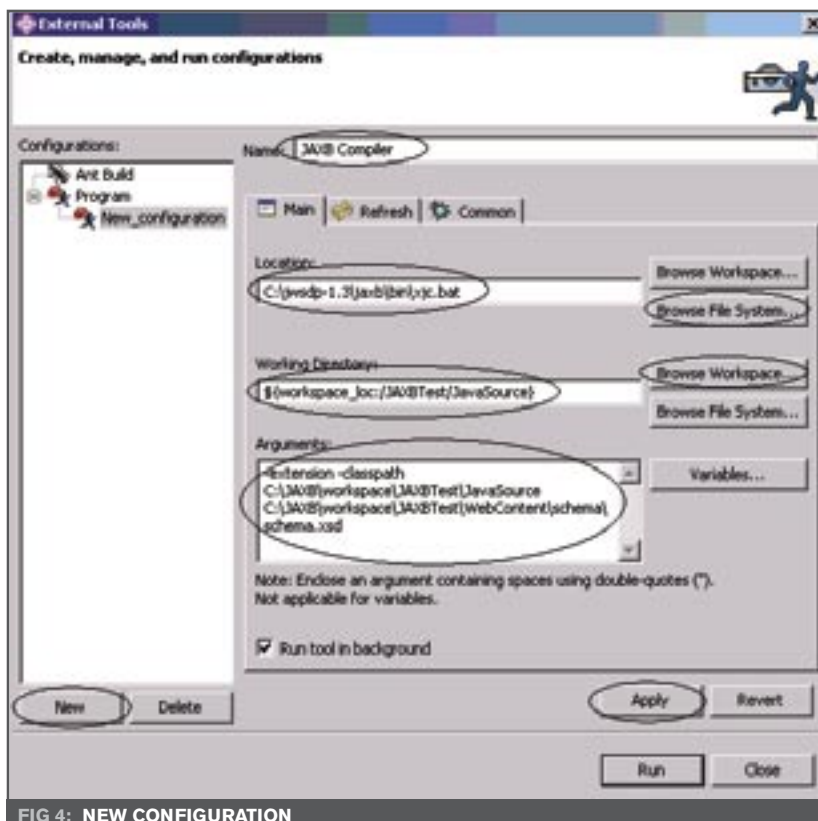 External Tools
Create, manage, and run configurations
Configurations:
Ant Build
Program
New_configuration
New
Delete
Name: JAXB Compiler
Main
Refresh
Common
Location:
C:\jwsdp-1.3\jaxb\bin\xjc.bat
Browse Workspace...
Browse File System...
Working Directory:
${workspace_loc:/JAXBTest/JavaSource}
Browse Workspace...
Browse File System...
Arguments:
-extension -classpath
C:\JAXB\workspace\JAXBTest\JavaSource
C:\JAXB\workspace\JAXBTest\WebContent\schema\
schema.xsd
Variables...
Note: Enclose an argument containing spaces using double-quotes (").
Not applicable for variables.
Run tool in background
Apply
Revert
Run
Close
FIG 4: NEW CONFIGURATION